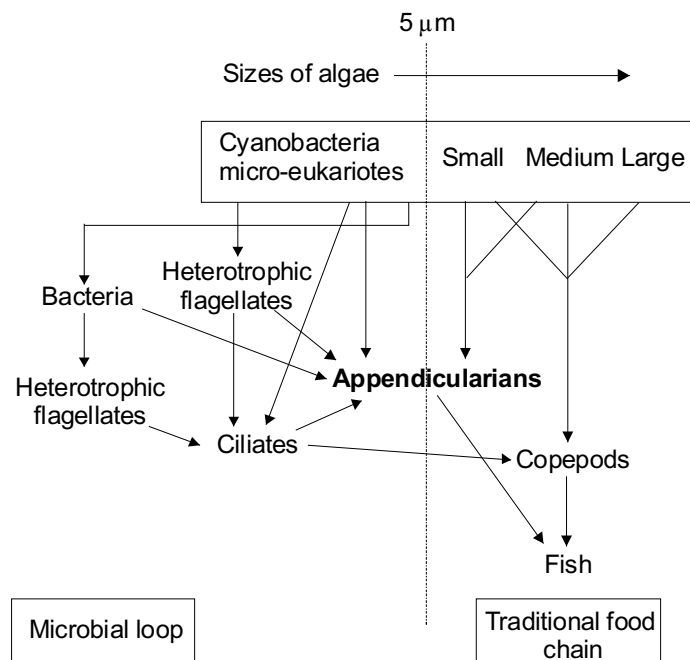 5 μm
Sizes of algae
Cyanobacteria
micro-eukariotes
Small
Medium Large
Heterotrophic
flagellates
Bacteria
Appendicularians
Heterotrophic
flagellates
Ciliates
Copepods
Fish
Microbial loop
Traditional food
chain